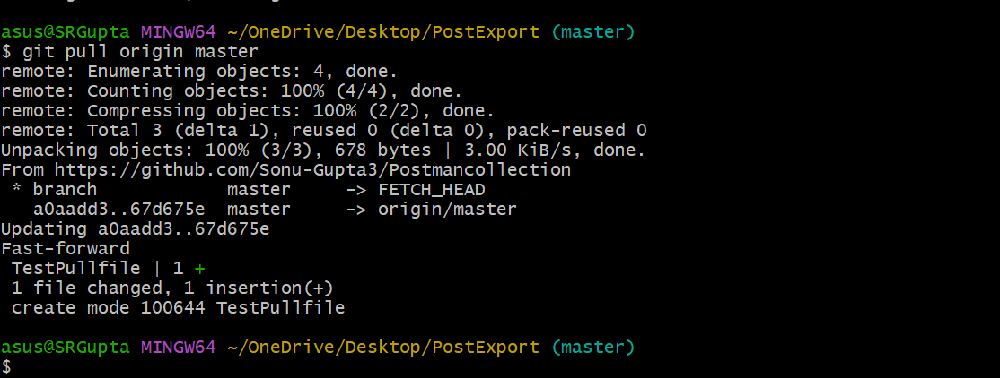 asus@SRGupta MINGW64 ~/OneDrive/Desktop/PostExport (master)
$ git pull origin master
remote: Enumerating objects: 4, done.
remote: Counting objects: 100% (4/4), done.
remote: Compressing objects: 100% (2/2), done.
remote: Total 3 (delta 1), reused 0 (delta 0), pack-reused 0
Unpacking objects: 100% (3/3), 678 bytes | 3.00 KiB/s, done.
From https://github.com/Sonu-Gupta3/Postmancollection
 * branch            master     -> FETCH_HEAD
   a0aadd3..67d675e  master     -> origin/master
Updating a0aadd3..67d675e
Fast-forward
 TestPullfile | 1 +
 1 file changed, 1 insertion(+)
 create mode 100644 TestPullfile
asus@SRGupta MINGW64 ~/OneDrive/Desktop/PostExport (master)
$